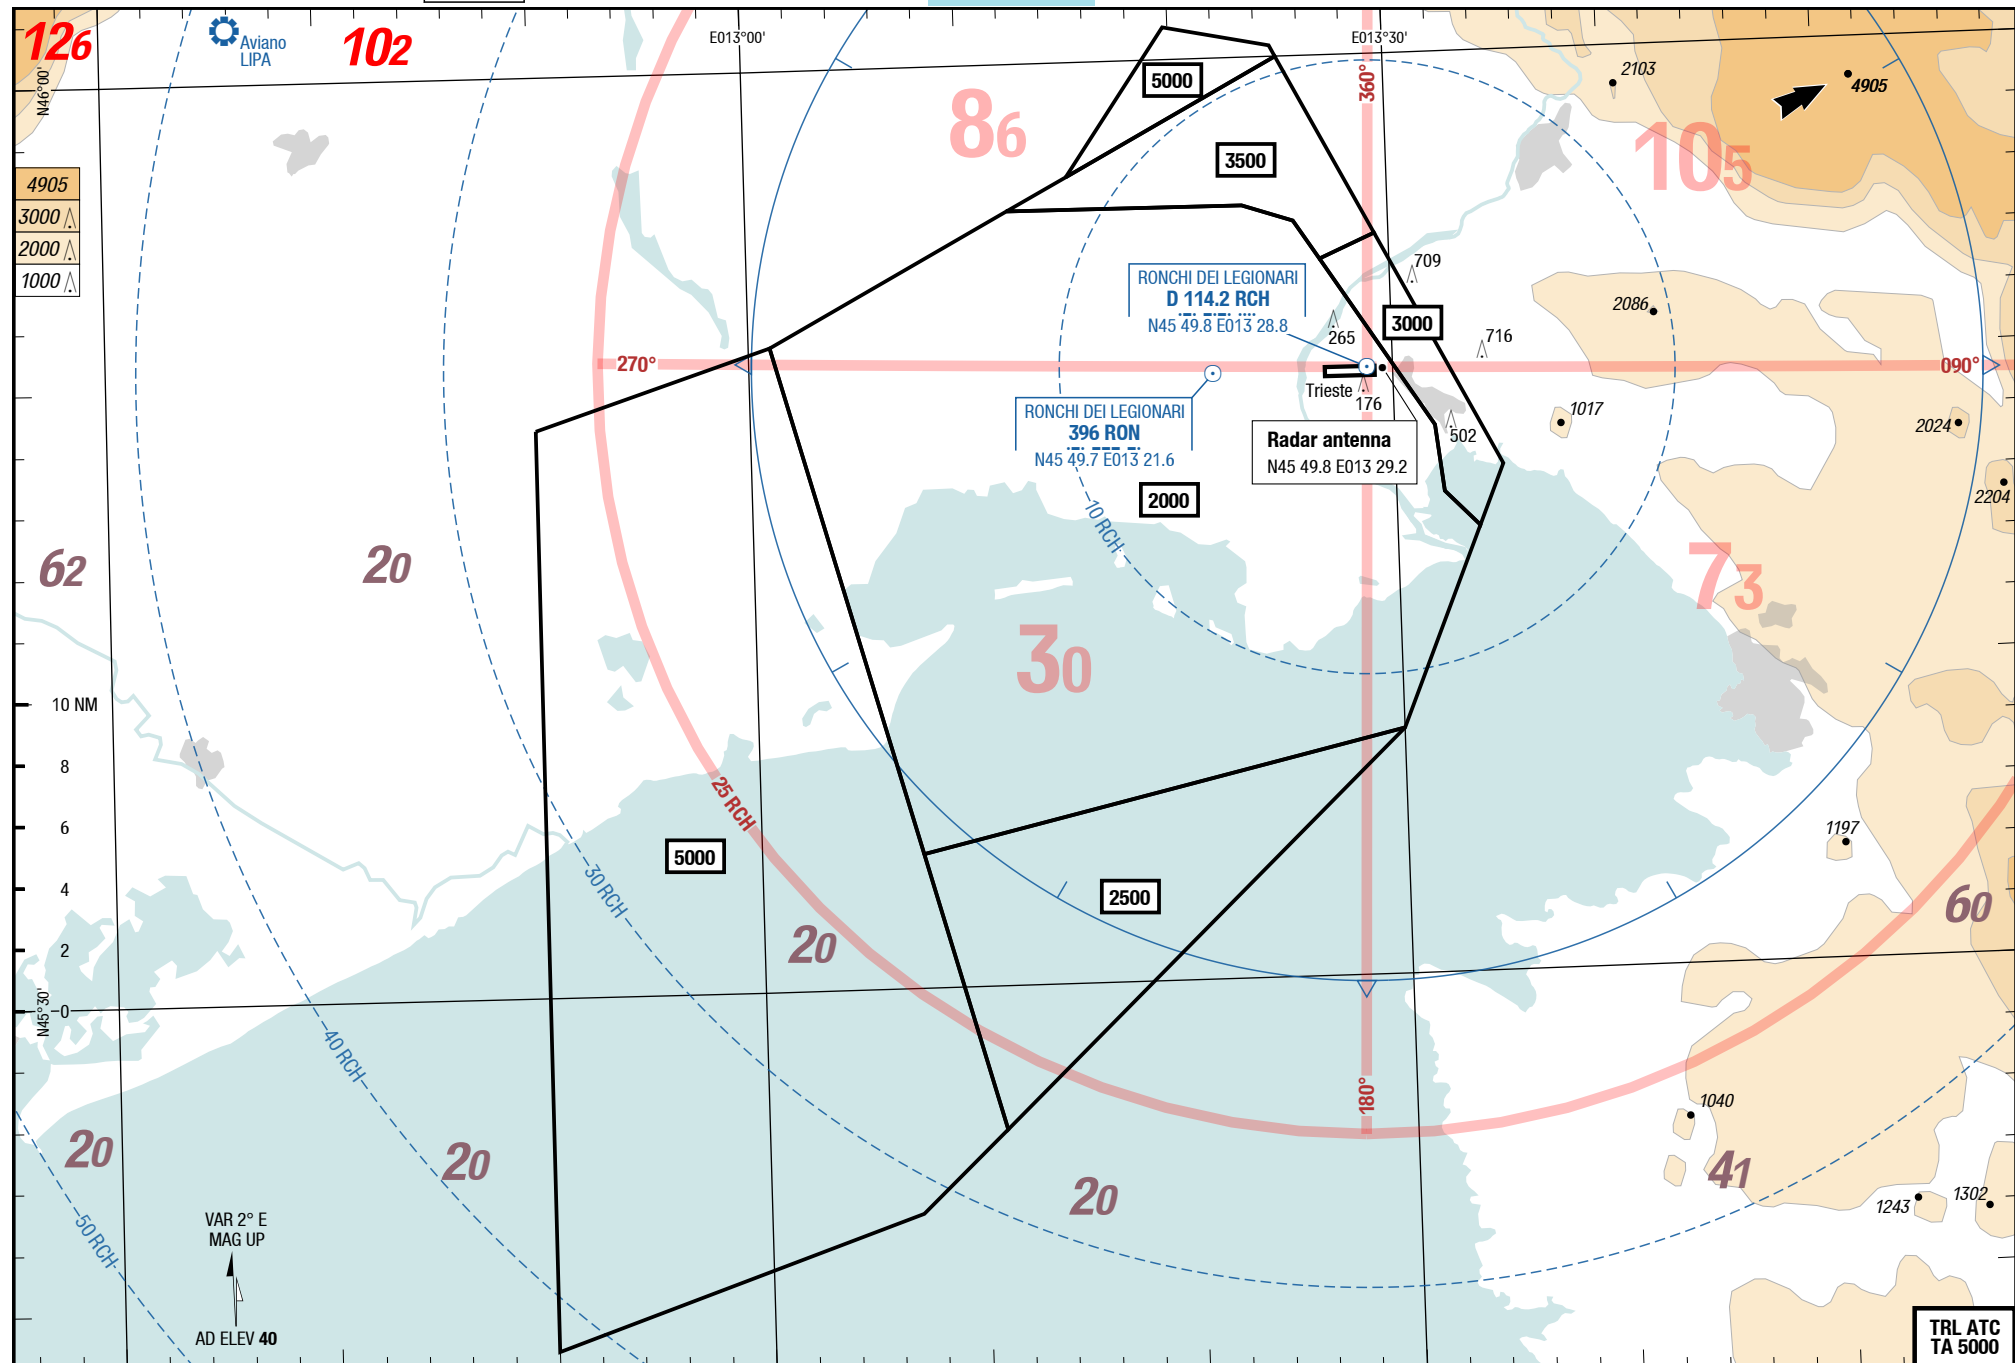 126
Aviano
LIPA
102
E013°00'
E013°30'
N46°00'
360°
2103
4905
5000
86
105
3500
4905
3000
2000
1000
RONCHI DEI LEGIONARI
D 114.2 RCH
N45 49.8 E013 28.8
709
265
3000
716
2086
270°
090°
Trieste
176
RONCHI DEI LEGIONARI
396 RON
N45 49.7 E013 21.6
Radar antenna
N45 49.8 E013 29.2
502
1017
2024
2204
2000
10 RCH
62
20
73
30
10 NM
8
6
4
2
0
N45°30'
25 RCH
5000
30 RCH
2500
1197
60
20
40 RCH
180°
1040
20
20
20
41
1243
1302
50 RCH
VAR 2° E
MAG UP
AD ELEV 40
TRL ATC
TA 5000